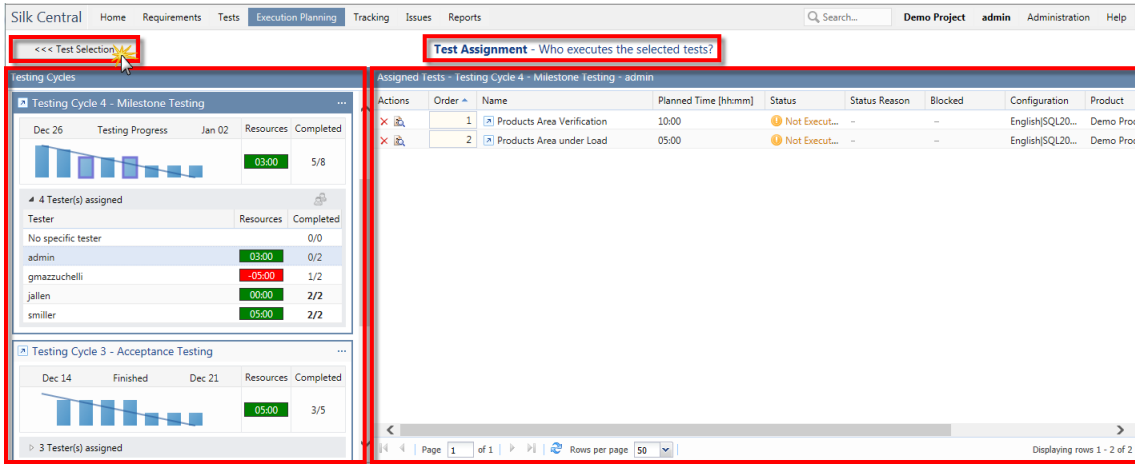 Silk Central Home Requirements Tests Execution Planning Tracking Issues Reports Search... Demo Project admin Administration Help
<<< Test Selection
Test Assignment - Who executes the selected tests?
Testing Cycles
Testing Cycle 4 - Milestone Testing ...
Dec 26 Testing Progress Jan 02 Resources Completed
03:00 5/8
4 Tester(s) assigned
Tester Resources Completed
No specific tester 0/0
admin 03:00 0/2
gmazzuchelli -05:00 1/2
jallen 00:00 2/2
smiller 05:00 2/2
Testing Cycle 3 - Acceptance Testing ...
Dec 14 Finished Dec 21 Resources Completed
05:00 3/5
3 Tester(s) assigned
Assigned Tests - Testing Cycle 4 - Milestone Testing - admin
Actions Order Name Planned Time [hh:mm] Status Status Reason Blocked Configuration Product
1 Products Area Verification 10:00 Not Execut... – – English|SQL20... Demo Proc
2 Products Area under Load 05:00 Not Execut... – – English|SQL20... Demo Proc
Page 1 of 1 Rows per page 50 Displaying rows 1 - 2 of 2